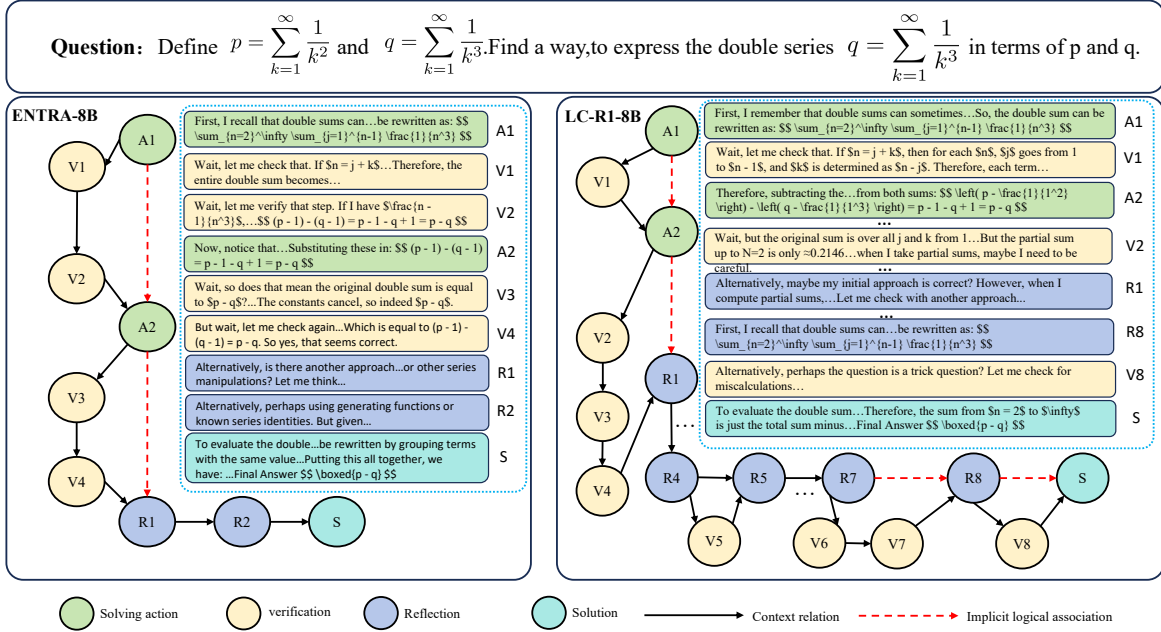 Question: Define $p = \sum_{k=1}^{\infty} \frac{1}{k^2}$ and $q = \sum_{k=1}^{\infty} \frac{1}{k^3}$.Find a way,to express the double series $q = \sum_{k=1}^{\infty} \frac{1}{k^3}$ in terms of p and q.
ENTRA-8B
A1
V1
V2
A2
V3
V4
R1
R2
S
First, I recall that double sums can…be rewritten as: $$
\sum_{n=2}^\infty \sum_{j=1}^{n-1} \frac{1}{n^3} $$
A1
Wait, let me check that. If $n = j + k$…Therefore, the
entire double sum becomes…
V1
Wait, let me verify that step. If I have $\frac{n -
1}{n^3}$,…$$ (p - 1) - (q - 1) = p - 1 - q + 1 = p - q $$
V2
Now, notice that…Substituting these in: $$ (p - 1) - (q - 1)
= p - 1 - q + 1 = p - q $$
A2
Wait, so does that mean the original double sum is equal
to $p - q$?...The constants cancel, so indeed $p - q$.
V3
But wait, let me check again…Which is equal to (p - 1) -
(q - 1) = p - q. So yes, that seems correct.
V4
Alternatively, is there another approach…or other series
manipulations? Let me think…
R1
Alternatively, perhaps using generating functions or
known series identities. But given…
R2
To evaluate the double…be rewritten by grouping terms
with the same value…Putting this all together, we
have: …Final Answer $$ \boxed{p - q} $$
S
LC-R1-8B
A1
V1
A2
V2
R1
V3
V4
…
R4
R5
…
R7
R8
S
V5
V6
V7
V8
First, I remember that double sums can sometimes…So, the double sum can be
rewritten as: $$ \sum_{n=2}^\infty \sum_{j=1}^{n-1} \frac{1}{n^3} $$
A1
Wait, let me check that. If $n = j + k$, then for each $n$, $j$ goes from 1
to $n - 1$, and $k$ is determined as $n - j$. Therefore, each term…
V1
Therefore, subtracting the…from both sums: $$ \left( p - \frac{1}{1^2}
\right) - \left( q - \frac{1}{1^3} \right) = p - 1 - q + 1 = p - q $$
A2
…
Wait, but the original sum is over all j and k from 1…But the partial sum
up to N=2 is only ≈0.2146…when I take partial sums, maybe I need to be
careful.
V2
…
Alternatively, maybe my initial approach is correct? However, when I
compute partial sums,…Let me check with another approach...
R1
…
First, I recall that double sums can…be rewritten as: $$
\sum_{n=2}^\infty \sum_{j=1}^{n-1} \frac{1}{n^3} $$
R8
Alternatively, perhaps the question is a trick question? Let me check for
miscalculations…
V8
To evaluate the double sum…Therefore, the sum from $n = 2$ to $\infty$
is just the total sum minus…Final Answer $$ \boxed{p - q} $$
S
Solving action
verification
Reflection
Solution
Context relation
Implicit logical association